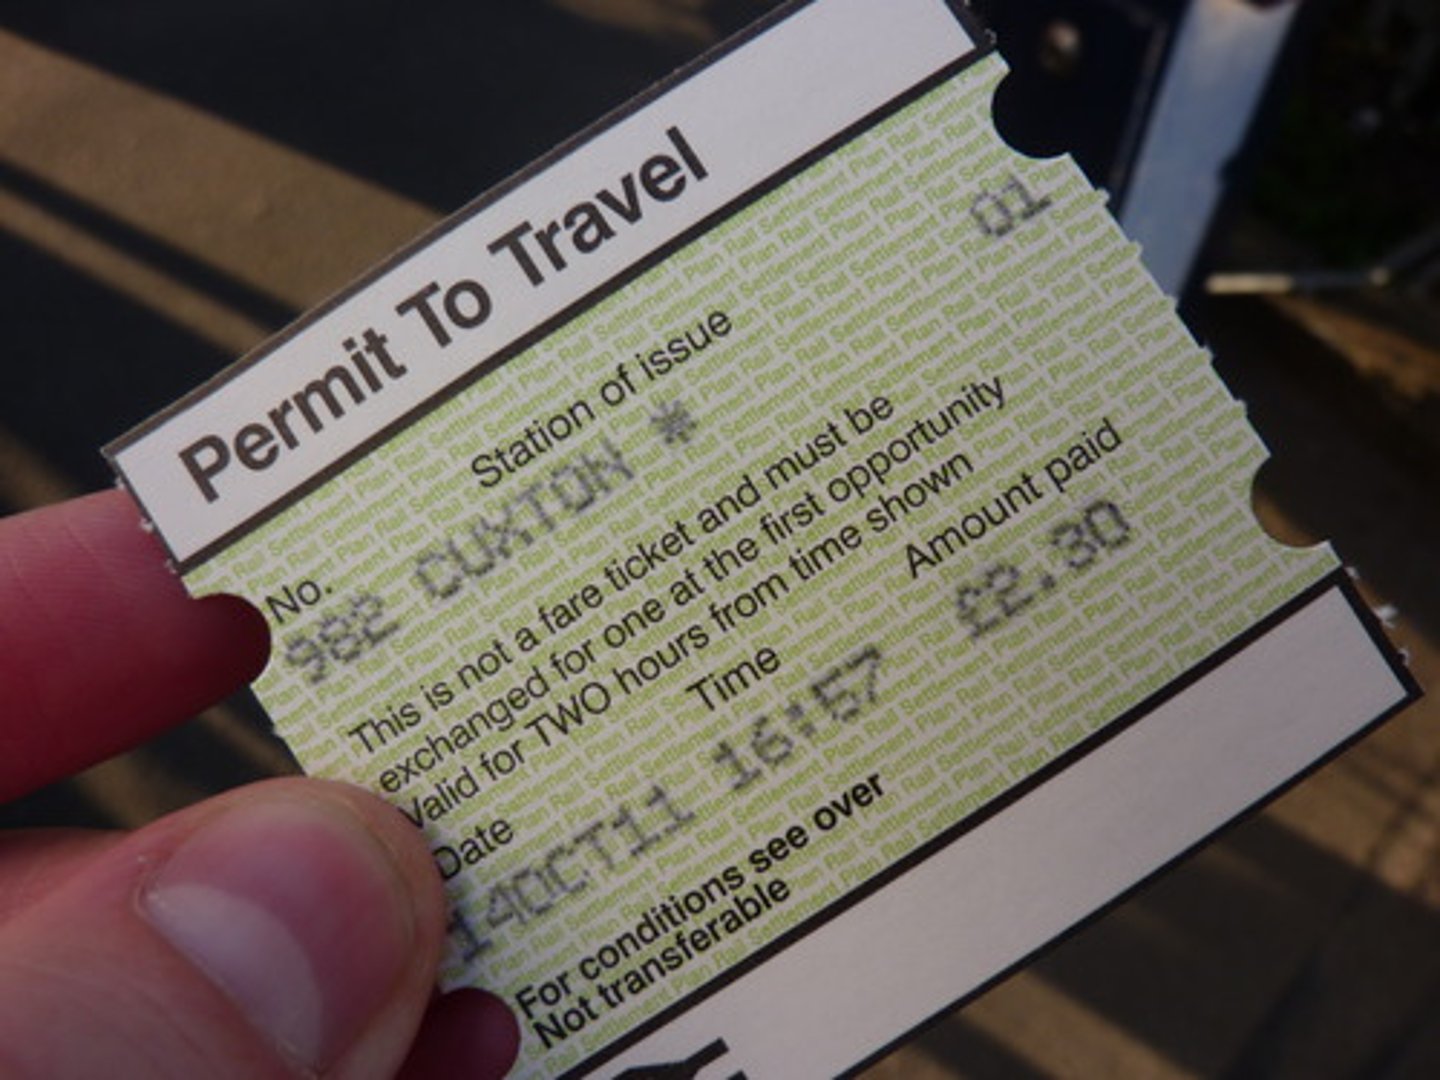 Permit To Travel
01
Station of issue
No.
982 CUXTON *
This is not a fare ticket and must be
exchanged for one at the first opportunity
Valid for TWO hours from time shown
Date Time Amount paid
14OCT11 16:57 £2.30
For conditions see over
Not transferable